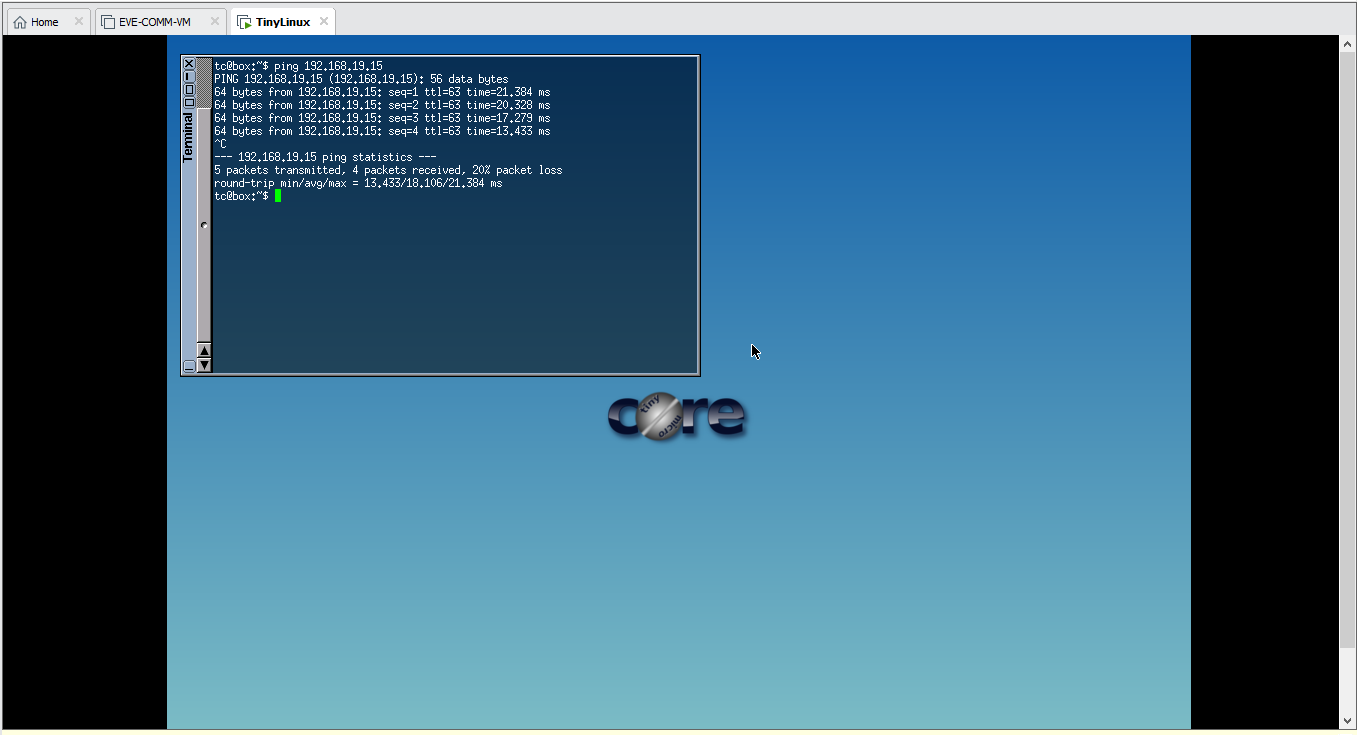 Home
EVE-COMM-VM
TinyLinux
Terminal
tc@box:~$ ping 192.168.19.15
PING 192.168.19.15 (192.168.19.15): 56 data bytes
64 bytes from 192.168.19.15: seq=1 ttl=63 time=21.384 ms
64 bytes from 192.168.19.15: seq=2 ttl=63 time=20.328 ms
64 bytes from 192.168.19.15: seq=3 ttl=63 time=17.279 ms
64 bytes from 192.168.19.15: seq=4 ttl=63 time=13.433 ms
^C
--- 192.168.19.15 ping statistics ---
5 packets transmitted, 4 packets received, 20% packet loss
round-trip min/avg/max = 13.433/18.106/21.384 ms
tc@box:~$
core
tiny
micro